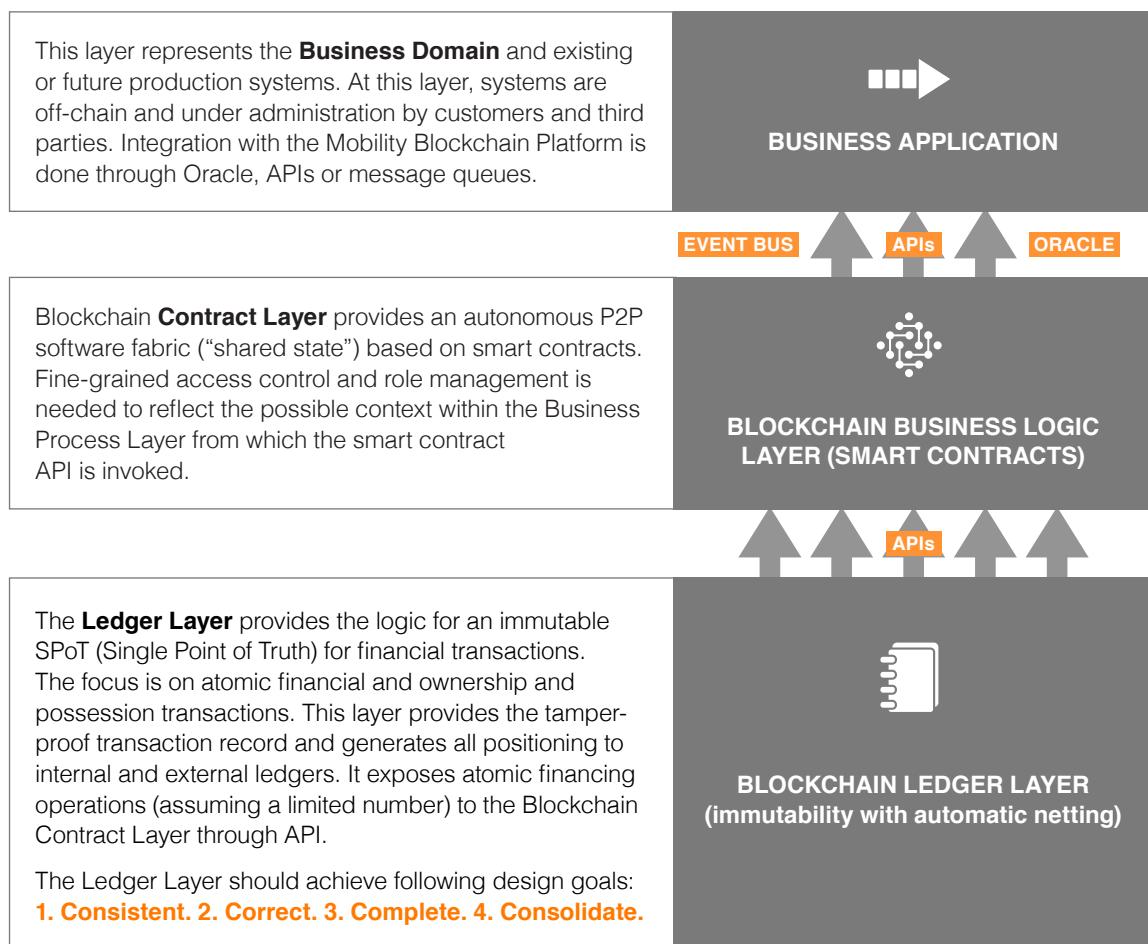 This layer represents the Business Domain and existing
or future production systems. At this layer, systems are
off-chain and under administration by customers and third
parties. Integration with the Mobility Blockchain Platform is
done through Oracle, APIs or message queues.
BUSINESS APPLICATION
EVENT BUS
APIs
ORACLE
Blockchain Contract Layer provides an autonomous P2P
software fabric (“shared state”) based on smart contracts.
Fine-grained access control and role management is
needed to reflect the possible context within the Business
Process Layer from which the smart contract
API is invoked.
BLOCKCHAIN BUSINESS LOGIC
LAYER (SMART CONTRACTS)
APIs
The Ledger Layer provides the logic for an immutable
SPoT (Single Point of Truth) for financial transactions.
The focus is on atomic financial and ownership and
possession transactions. This layer provides the tamper-
proof transaction record and generates all positioning to
internal and external ledgers. It exposes atomic financing
operations (assuming a limited number) to the Blockchain
Contract Layer through API.
The Ledger Layer should achieve following design goals:
1. Consistent. 2. Correct. 3. Complete. 4. Consolidate.
BLOCKCHAIN LEDGER LAYER
(immutability with automatic netting)